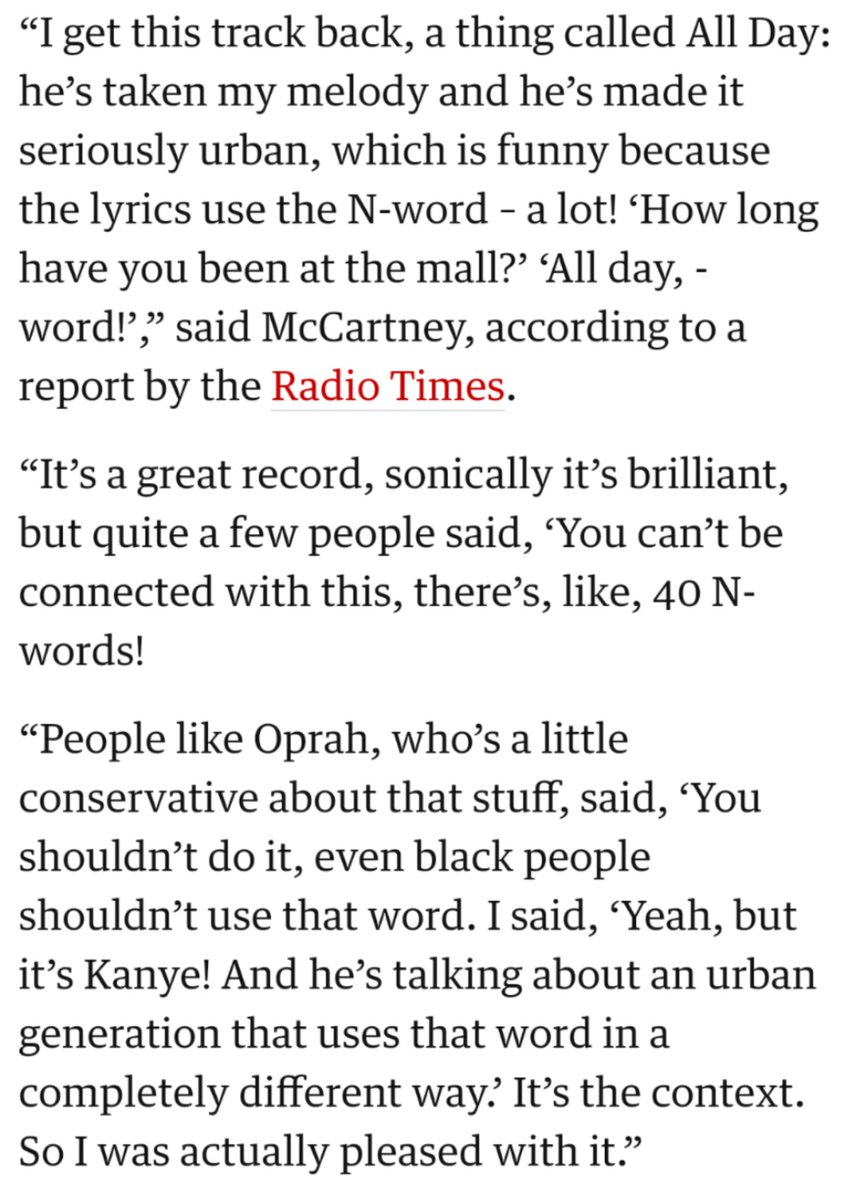 “I get this track back, a thing called All Day:
he’s taken my melody and he’s made it
seriously urban, which is funny because
the lyrics use the N-word – a lot! ‘How long
have you been at the mall?’ ‘All day, -
word!’,” said McCartney, according to a
report by the Radio Times.
“It’s a great record, sonically it’s brilliant,
but quite a few people said, ‘You can’t be
connected with this, there’s, like, 40 N-
words!
“People like Oprah, who’s a little
conservative about that stuff, said, ‘You
shouldn’t do it, even black people
shouldn’t use that word. I said, ‘Yeah, but
it’s Kanye! And he’s talking about an urban
generation that uses that word in a
completely different way.’ It’s the context.
So I was actually pleased with it.”